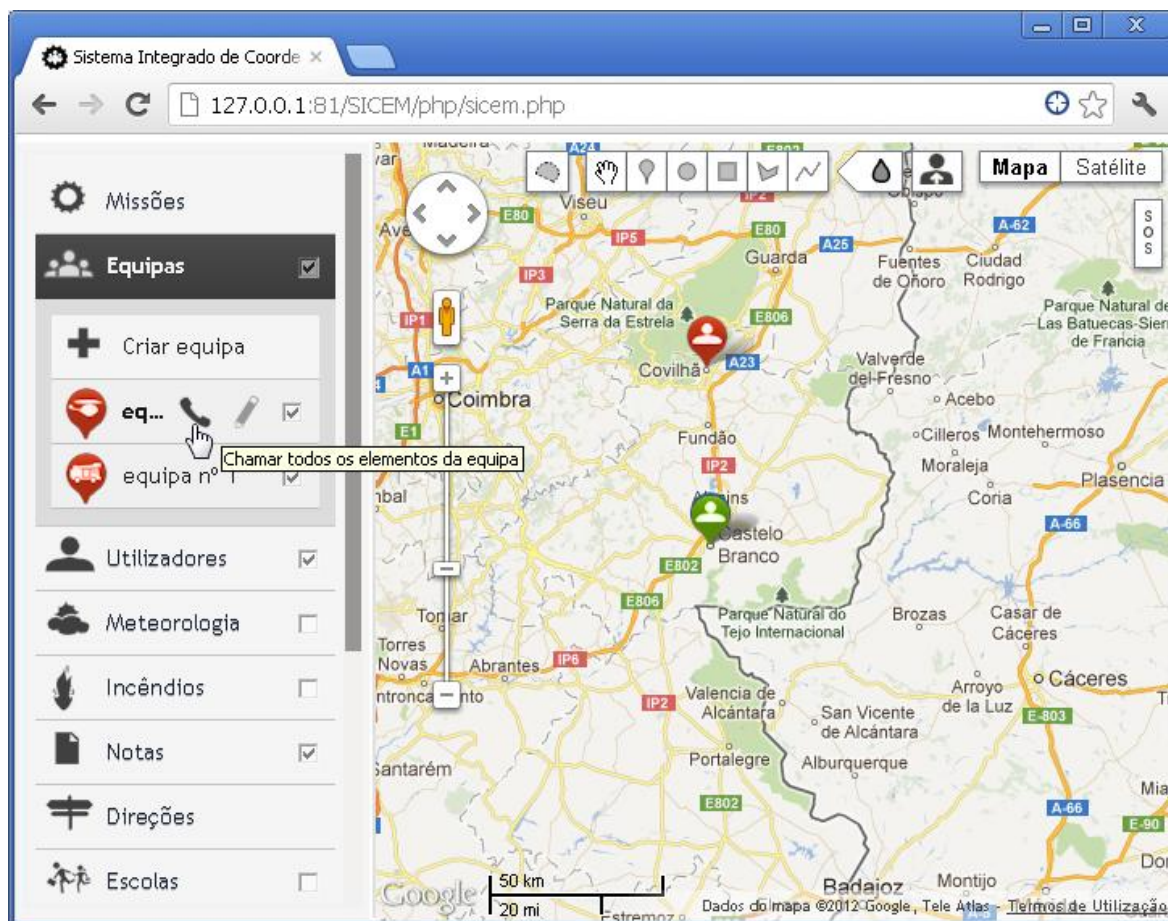 Sistema Integrado de Coorde
127.0.0.1:81/SICEM/php/sicem.php
Missões
Equipas
Criar equipa
eq...
Chamar todos os elementos da equipa
equipa nº 1
Utilizadores
Meteorologia
Incêndios
Notas
Direções
Escolas
Mapa
Satélite
S
O
S
A24
E802
Viseu
IP2
E80
E80
IP5
A25
A-62
Guarda
Fuentes
de Oñoro
Ciudad
Rodrigo
IP3
Parque Natural da
Serra da Estrela
E806
Parque Natural de
Las Batuecas-Sier
de Francia
IP1
A23
Covilhã
Valverde
del-Fresno
A1
Coimbra
Acebo
E1
Fundão
Cilleros
Montehermoso
IP2
Moraleja
Plasencia
Coria
Castelo
Branco
A-66
E802
E806
Parque Natural do
Tejo Internacional
Brozas
Casar de
Cáceres
Tomar
Torres
Novas
Abrantes
IP6
Cáceres
Arroyo
de la Luz
IP2
Valencia de
Alcántara
San Vicente
de Alcántara
E-803
Portalegre
Alburquerque
Santarém
E802
A-66
E-90
Google
50 km
20 mi
Badajoz
Montijo
Estremoz
Dados do mapa ©2012 Google, Tele Atlas - Termos de Utilização